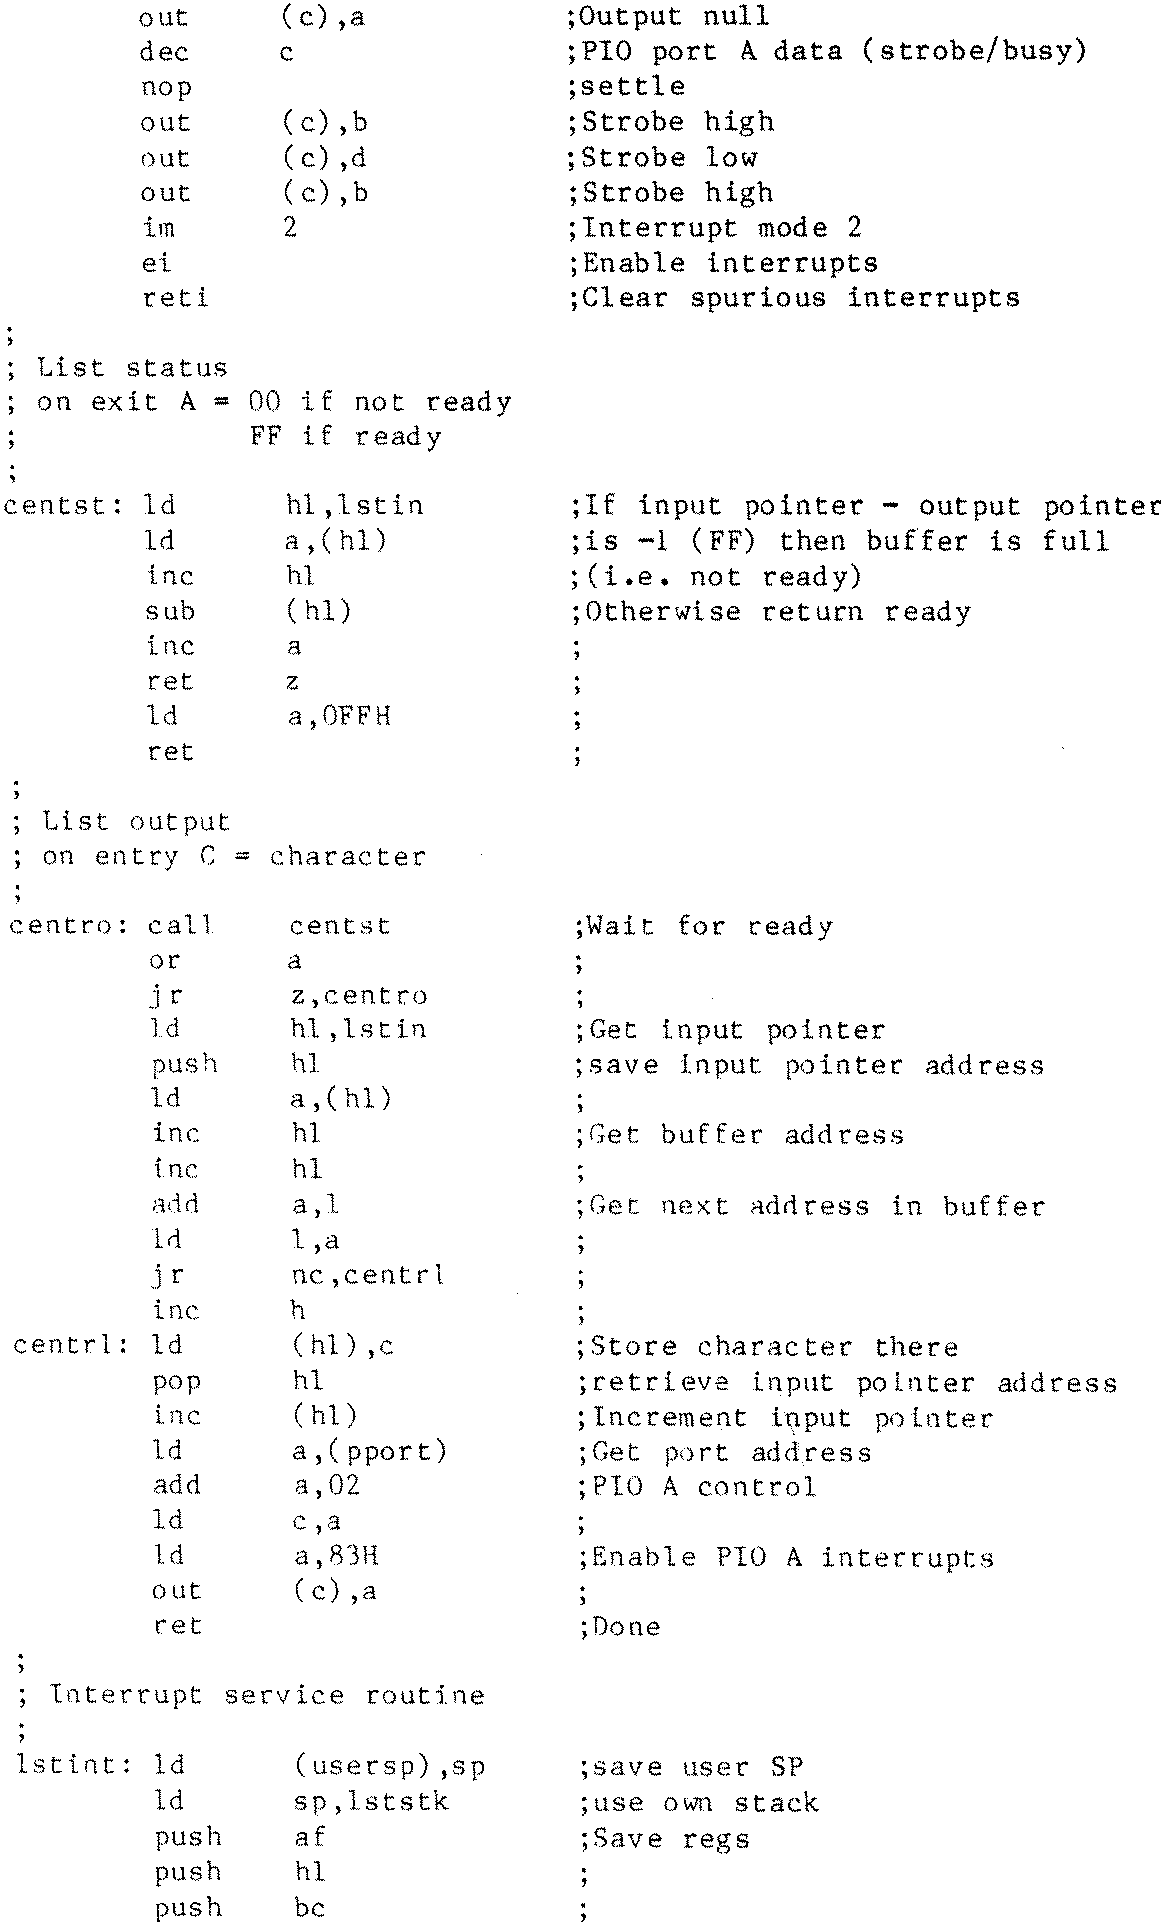 out     (c),a           ;Output null
        dec     c               ;PIO port A data (strobe/busy)
        nop                     ;settle
        out     (c),b           ;Strobe high
        out     (c),d           ;Strobe low
        out     (c),b           ;Strobe high
        im      2               ;Interrupt mode 2
        ei                      ;Enable interrupts
        reti                    ;Clear spurious interrupts
;
; List status
; on exit A = 00 if not ready
;             FF if ready
;
centst: ld      hl,lstin        ;If input pointer - output pointer
        ld      a,(hl)          ;is -1 (FF) then buffer is full
        inc     hl              ;(i.e. not ready)
        sub     (hl)            ;Otherwise return ready
        inc     a               ;
        ret     z               ;
        ld      a,0FFH          ;
        ret                     ;
;
; List output
; on entry C = character
;
centro: call    centst          ;Wait for ready
        or      a               ;
        jr      z,centro        ;
        ld      hl,lstin        ;Get input pointer
        push    hl              ;save input pointer address
        ld      a,(hl)          ;
        inc     hl              ;Get buffer address
        inc     hl              ;
        add     a,l             ;Get next address in buffer
        ld      l,a             ;
        jr      nc,centrl       ;
        inc     h               ;
centrl: ld      (hl),c          ;Store character there
        pop     hl              ;retrieve input pointer address
        inc     (hl)            ;Increment input pointer
        ld      a,(pport)       ;Get port address
        add     a,02            ;PIO A control
        ld      c,a             ;
        ld      a,83H           ;Enable PIO A interrupts
        out     (c),a           ;
        ret                     ;Done
;
; Interrupt service routine
;
lstint: ld      (usersp),sp     ;save user SP
        ld      sp,lststk       ;use own stack
        push    af              ;Save regs
        push    hl              ;
        push    bc              ;